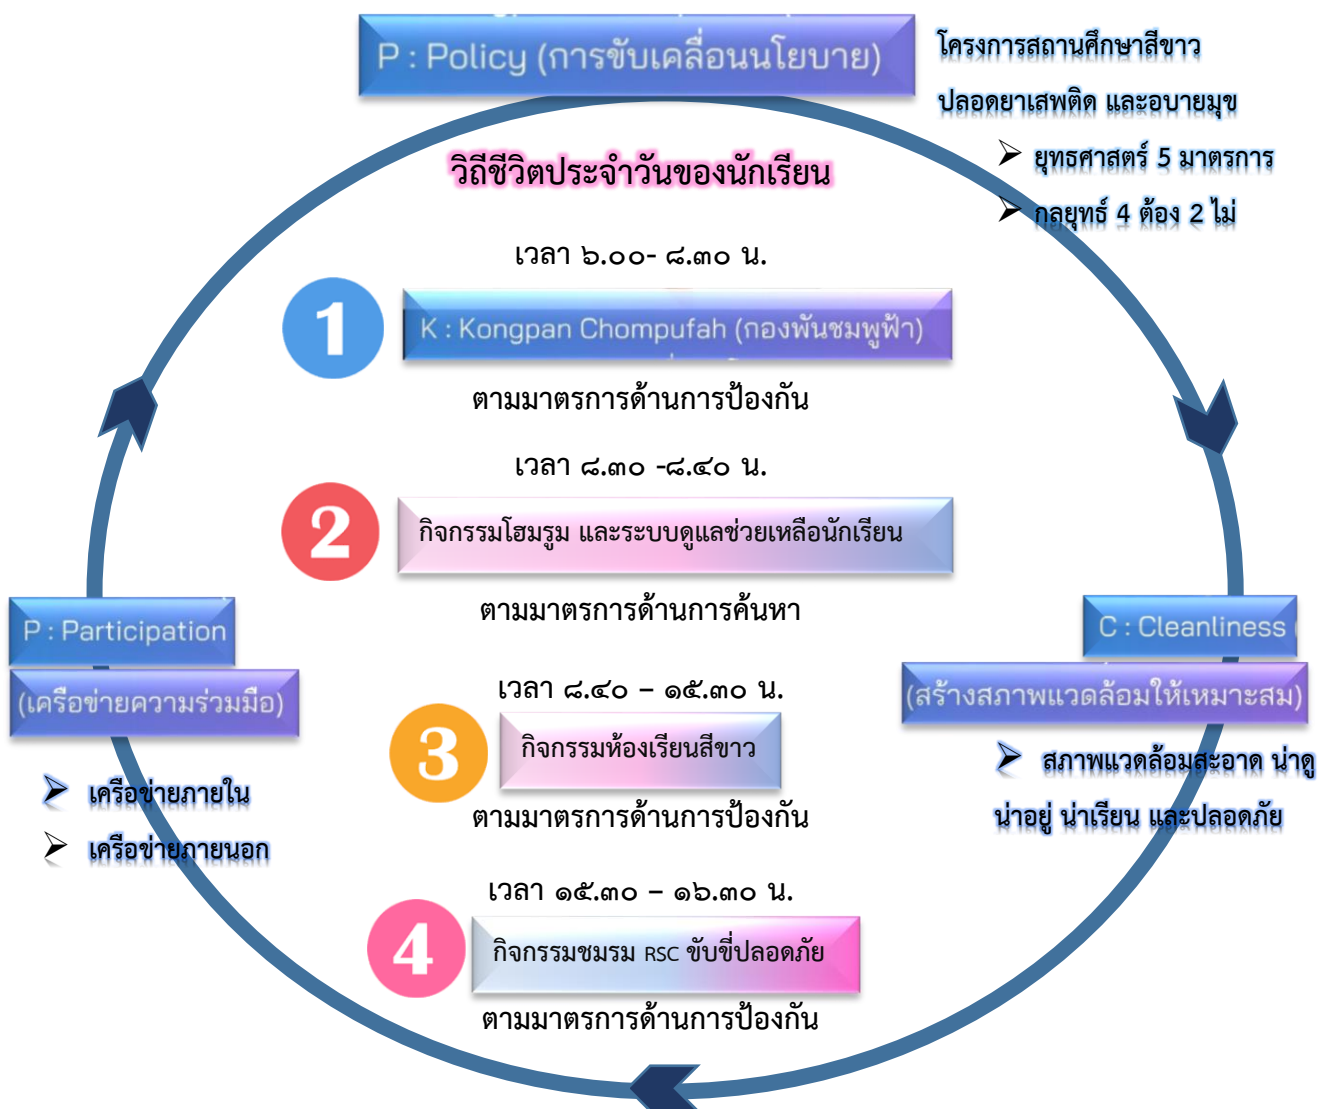 P : Policy (การขับเคลื่อนนโยบาย)
โครงการสถานศึกษาสีขาว
ปลอดยาเสพติด และอบายมุข
➢ ยุทธศาสตร์ 5 มาตรการ
➢ กลยุทธ์ 4 ต้อง 2 ไม่
วิถีชีวิตประจำวันของนักเรียน
เวลา ๖.๐๐- ๘.๓๐ น.
1
K : Kongpan Chompufah (กองพันชมพูฟ้า)
ตามมาตรการด้านการป้องกัน
เวลา ๘.๓๐ -๘.๔๐ น.
2
กิจกรรมโฮมรูม และระบบดูแลช่วยเหลือนักเรียน
ตามมาตรการด้านการค้นหา
P : Participation
(เครือข่ายความร่วมมือ)
➢ เครือข่ายภายใน
➢ เครือข่ายภายนอก
C : Cleanliness
(สร้างสภาพแวดล้อมให้เหมาะสม)
➢ สภาพแวดล้อมสะอาด น่าดู
น่าอยู่ น่าเรียน และปลอดภัย
เวลา ๘.๔๐ – ๑๕.๓๐ น.
3
กิจกรรมห้องเรียนสีขาว
ตามมาตรการด้านการป้องกัน
เวลา ๑๕.๓๐ – ๑๖.๓๐ น.
4
กิจกรรมชมรม RSC ขับขี่ปลอดภัย
ตามมาตรการด้านการป้องกัน